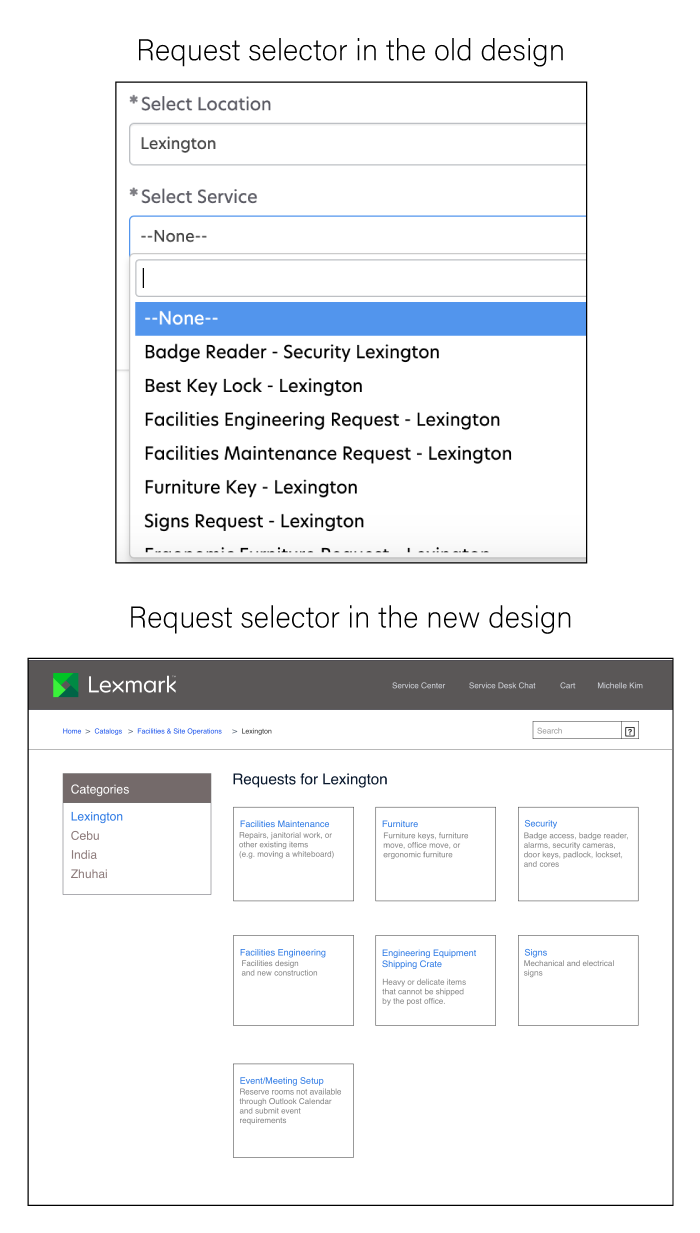 Request selector in the old design
*Select Location
Lexington
*Select Service
--None--
--None--
Badge Reader - Security Lexington
Best Key Lock - Lexington
Facilities Engineering Request - Lexington
Facilities Maintenance Request - Lexington
Furniture Key - Lexington
Signs Request - Lexington
Ergonomic Furniture Request - Lexington
Request selector in the new design
Lexmark
Service Center Service Desk Chat Cart Michelle Kim
Home > Catalogs > Facilities & Site Operations > Lexington
Search ?
Categories
Lexington
Cebu
India
Zhuhai
Requests for Lexington
Facilities Maintenance
Repairs, janitorial work, or
other existing items
(e.g. moving a whiteboard)
Furniture
Furniture keys, furniture
move, office move, or
ergonomic furniture
Security
Badge access, badge reader,
alarms, security cameras,
door keys, padlock, lockset,
and cores
Facilities Engineering
Facilities design
and new construction
Engineering Equipment
Shipping Crate
Heavy or delicate items
that cannot be shipped
by the post office.
Signs
Mechanical and electrical
signs
Event/Meeting Setup
Reserve rooms not available
through Outlook Calendar
and submit event
requirements